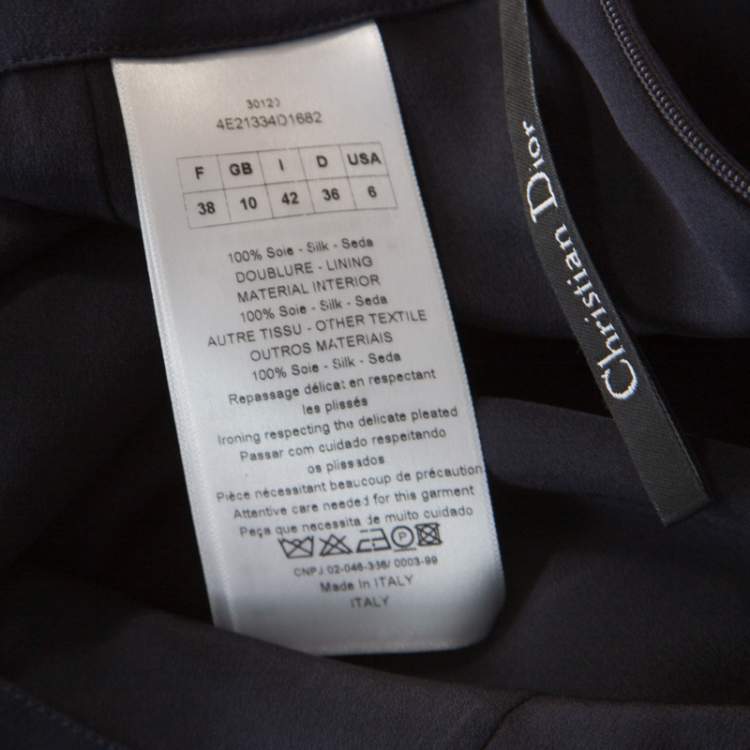 4E21334D1682
F GB I D USA
38 10 42 36 6
100% Soie - Silk - Seda
DOUBLURE - LINING
MATERIAL INTERIOR
100% Soie - Silk - Seda
AUTRE TISSU - OTHER TEXTILE
OUTROS MATERIAIS
100% Soie - Silk - Seda
Repassage délicat en respectant
les plissés
Ironing respecting the delicate pleated
Passar com cuidado respeitando
os plissados
Pièce nécessitant beaucoup de précaution
Attentive care needed for this garment
Peça que necessita de muito cuidado
P
CNPJ 02-046-336/ 0003-99
Made in ITALY
ITALY
Christian Dior